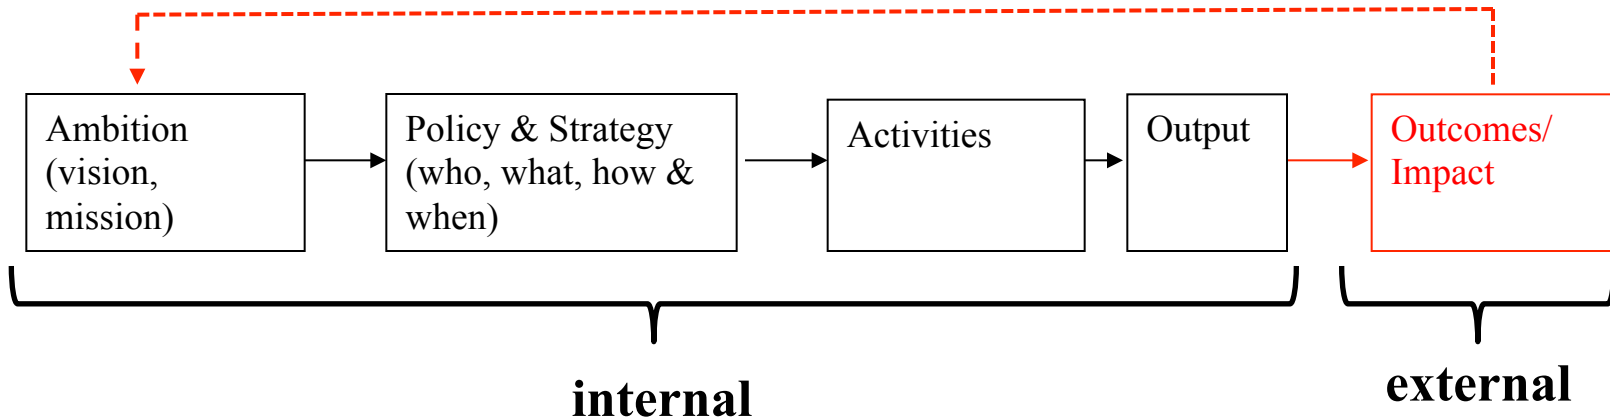 Ambition
(vision,
mission)
Policy & Strategy
(who, what, how &
when)
Activities
Output
Outcomes/
Impact
internal
external